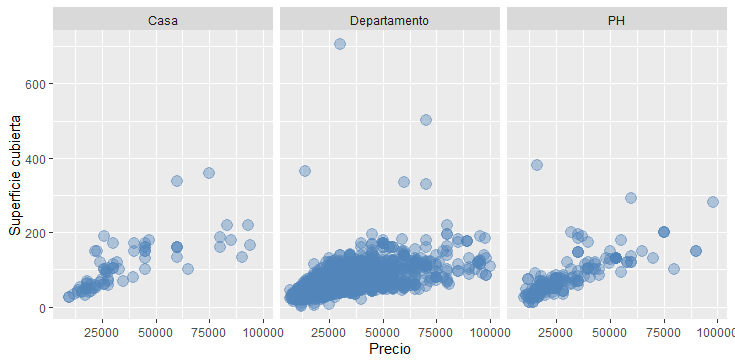 Casa Departamento PH
Superficie cubierta
600
400
200
0
25000 50000 75000 100000 25000 50000 75000 100000 25000 50000 75000 100000
Precio